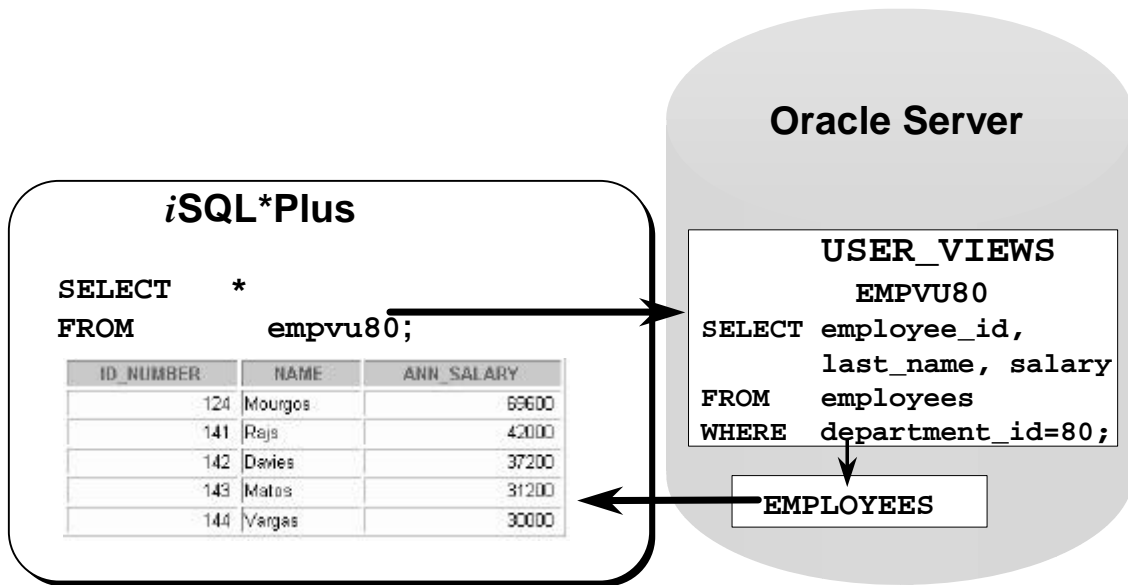 Oracle Server
iSQL*Plus
SELECT *
FROM empvu80;
ID_NUMBER NAME ANN_SALARY
124 Mourgos 69600
141 Rajs 42000
142 Davies 37200
143 Matos 31200
144 Vargas 30000
USER_VIEWS
EMPVU80
SELECT employee_id,
last_name, salary
FROM employees
WHERE department_id=80;
EMPLOYEES